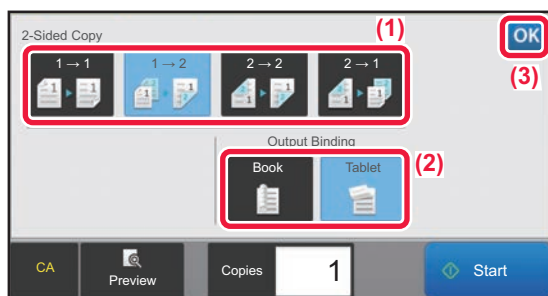 2-Sided Copy
(1)
OK
(3)
1 → 1
1 → 2
2 → 2
2 → 1
Output Binding
Book
Tablet
(2)
CA
Preview
Copies
1
Start